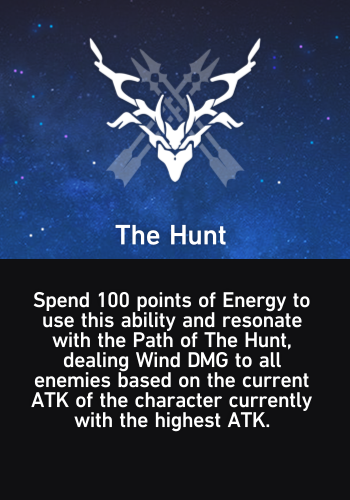 The Hunt
Spend 100 points of Energy to
use this ability and resonate
with the Path of The Hunt,
dealing Wind DMG to all
enemies based on the current
ATK of the character currently
with the highest ATK.